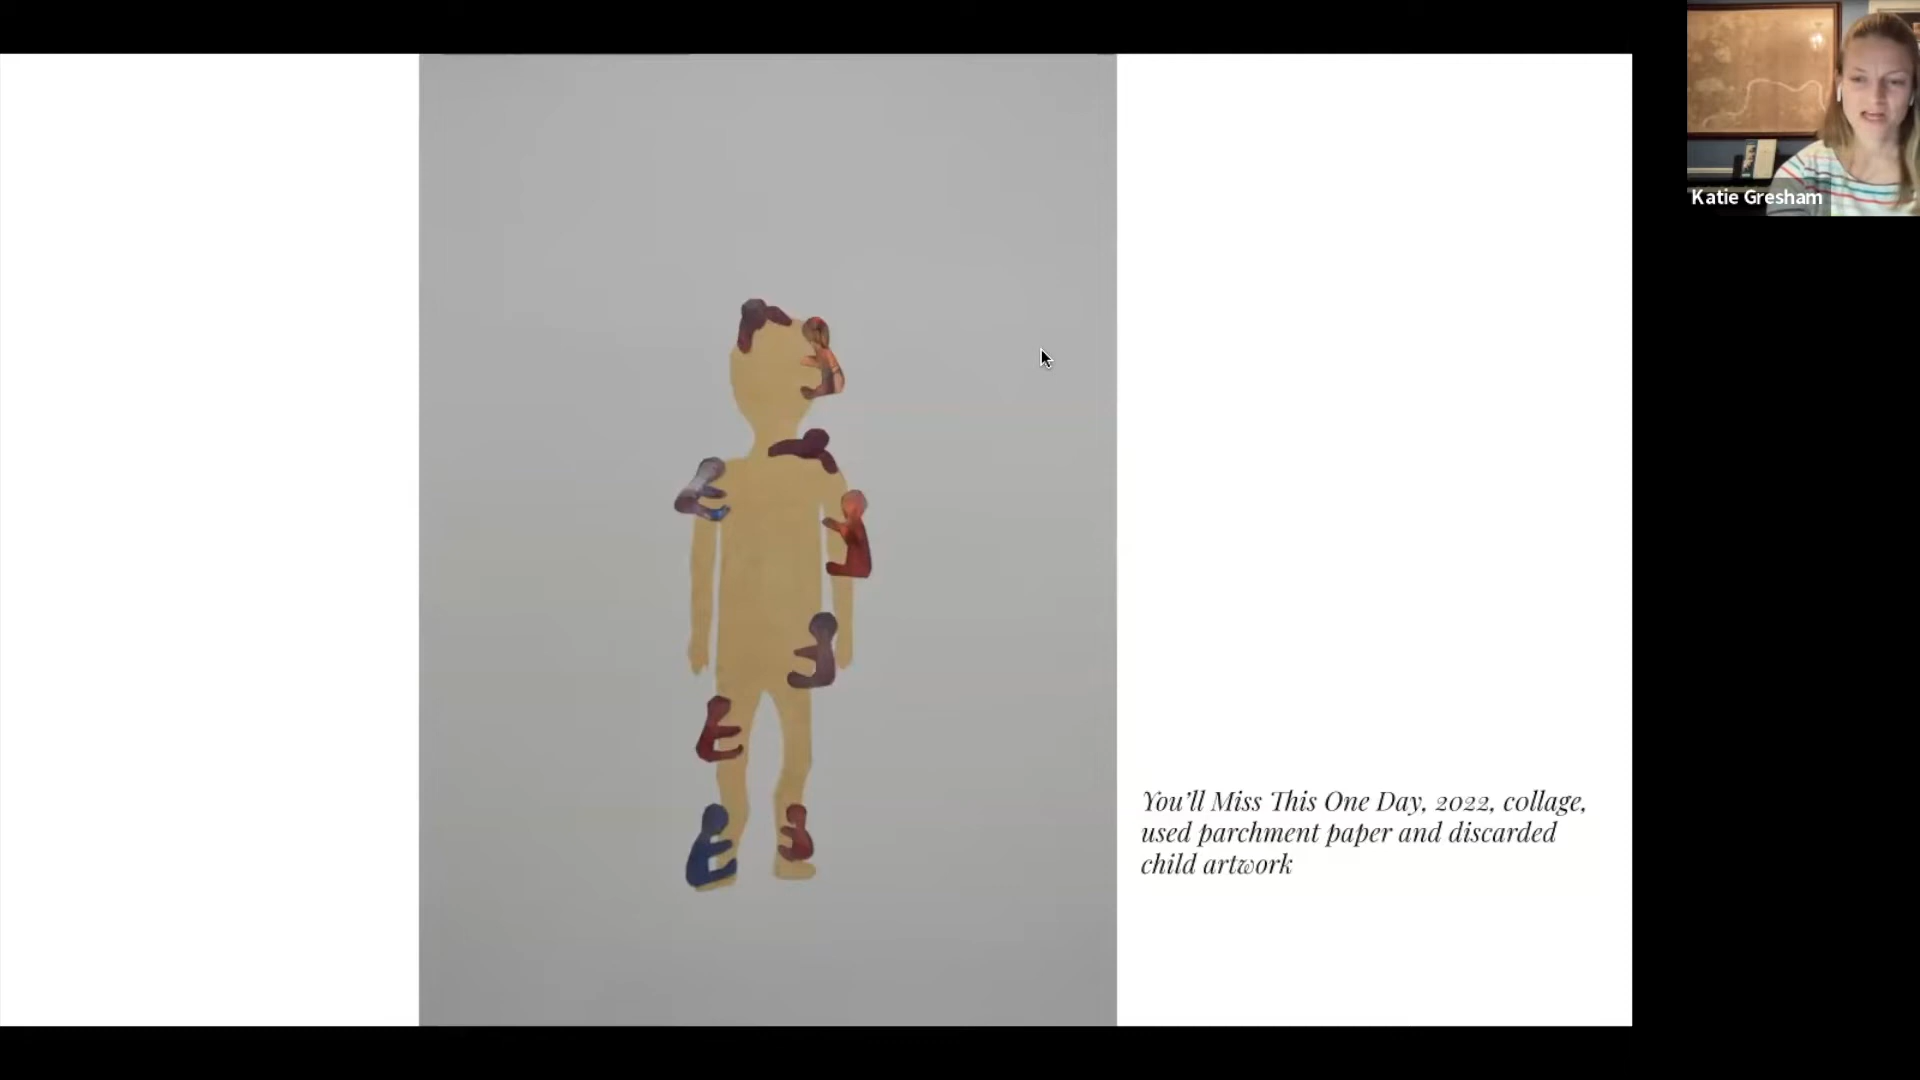 Katie Gresham
You’ll Miss This One Day, 2022, collage,
used parchment paper and discarded
child artwork